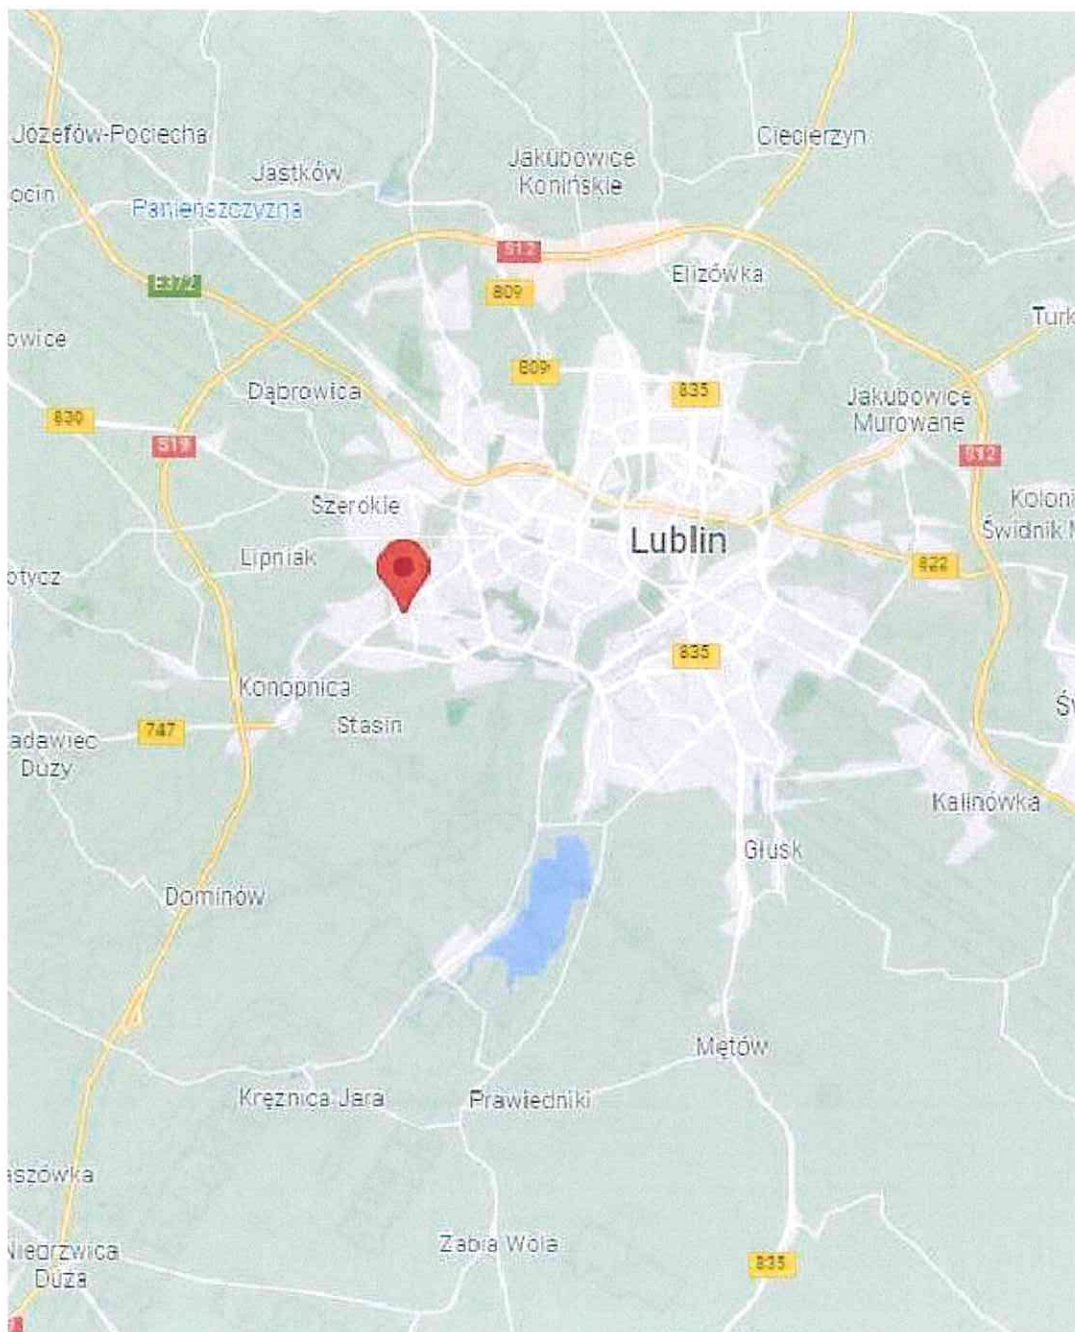 Józefów-Pociecha
Ciecierzyn
Jakubowice
Konińskie
Jastków
ocin
Panieńszczyzna
S12
Elizówka
E372
809
Turk
owice
809
835
Dąbrowica
Jakubowice
Murowane
830
S19
S12
Szerokie
Koloni
Świdnik M
Lublin
Lipniak
otycz
822
835
Konopnica
Stasin
747
adawiec
Duży
Św
Kalinówka
Głusk
Dominów
Mętów
Krężnica Jara
Prawiedniki
aszówka
Żabia Wola
Niedrzwica
Duża
835